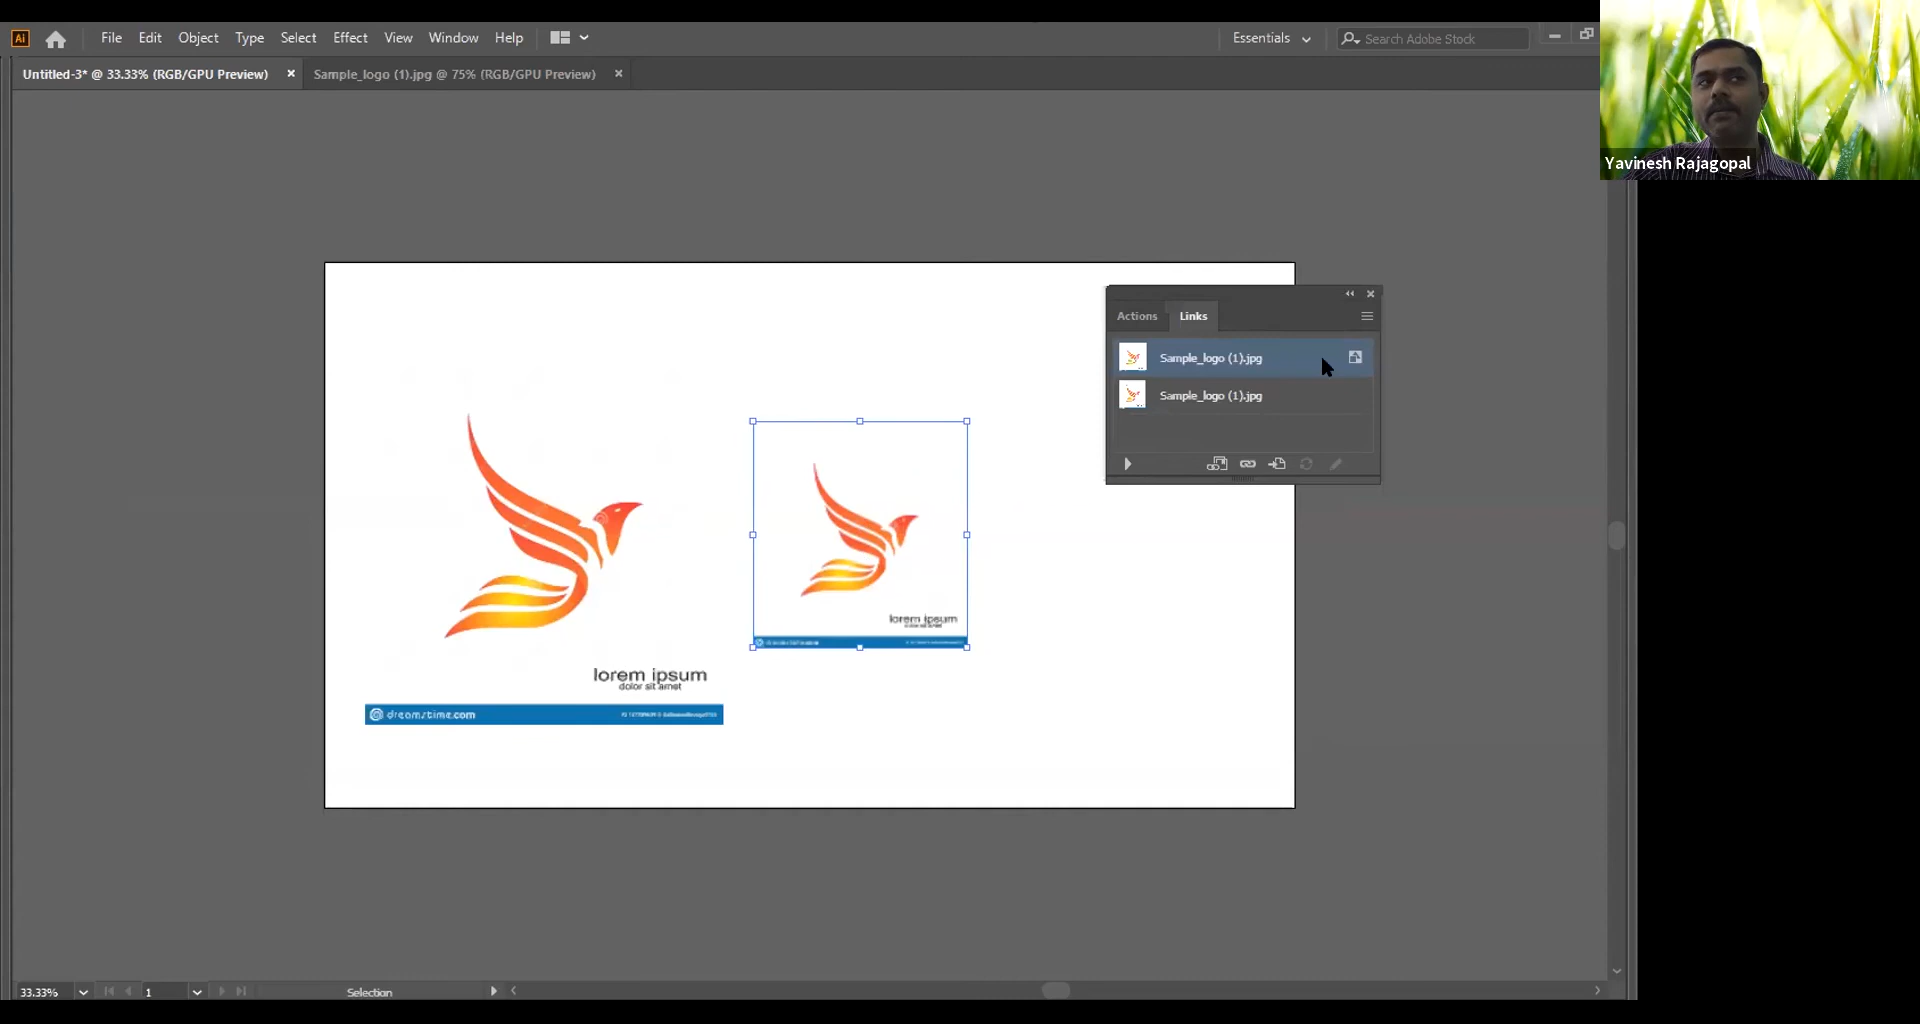 Ai File Edit Object Type Select Effect View Window Help Essentials Search Adobe Stock
Untitled-3* @ 33.33% (RGB/GPU Preview) × Sample_logo (1).jpg @ 75% (RGB/GPU Preview) ×
Yavinesh Rajagopal
Actions Links
Sample_logo (1).jpg
Sample_logo (1).jpg
lorem ipsum
lorem ipsum
dolor sit amet
dreamstime.com
33.33% 1 Selection